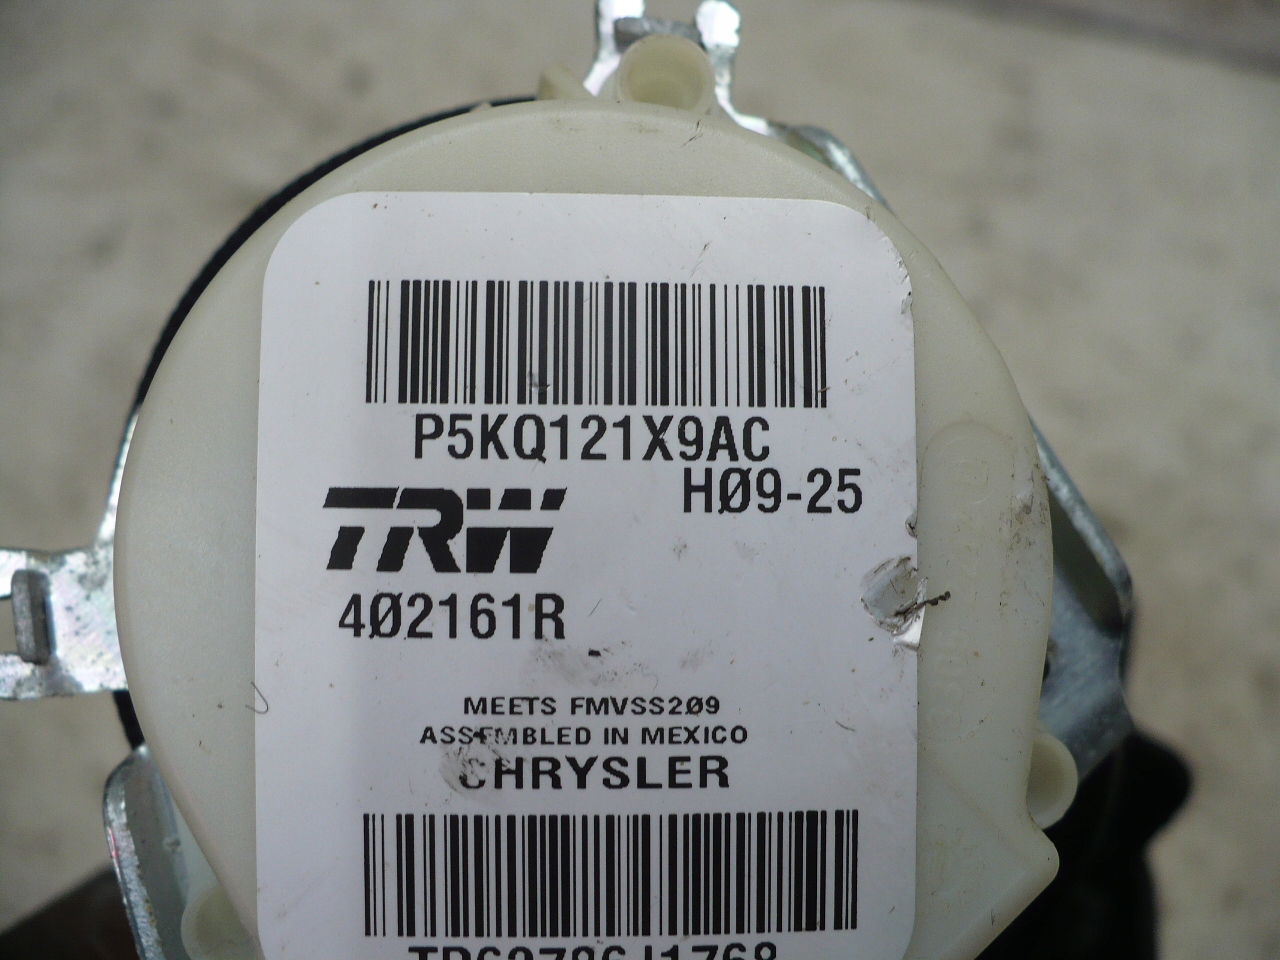 P5KQ121X9AC
HØ9-25
TRW
4Ø2161R
MEETS FMVSS2Ø9
ASSEMBLED IN MEXICO
CHRYSLER